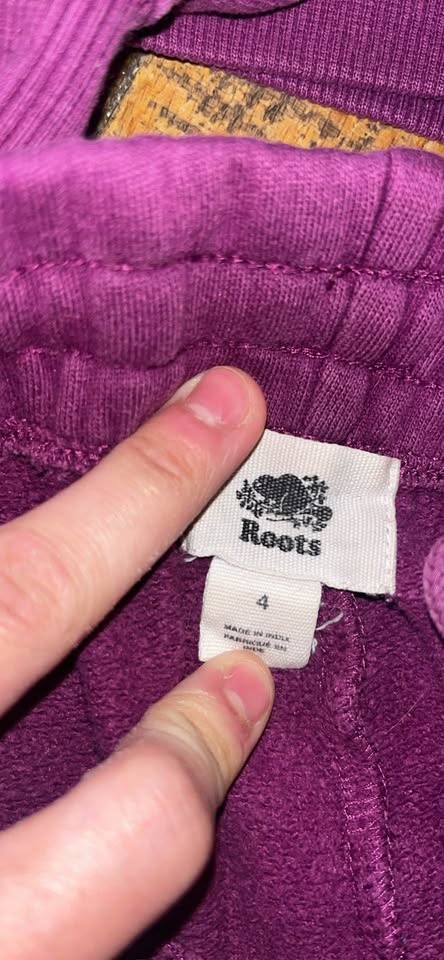 Roots
4
MADE IN INDIA
FABRIQUÉ EN
INDE